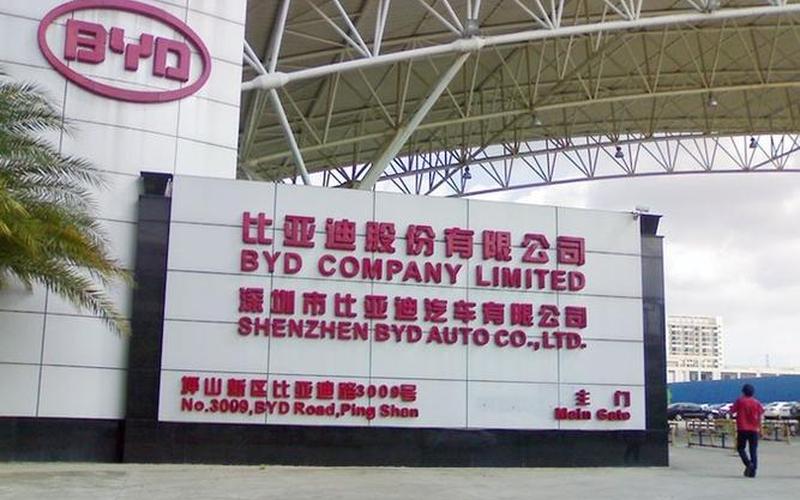 BYD
比亚迪股份有限公司
BYD COMPANY LIMITED
深圳市比亚迪汽车有限公司
SHENZHEN BYD AUTO CO.,LTD.
坪山新区比亚迪路3009号
No.3009,BYD Road,Ping Shan
主 门
Main Gate